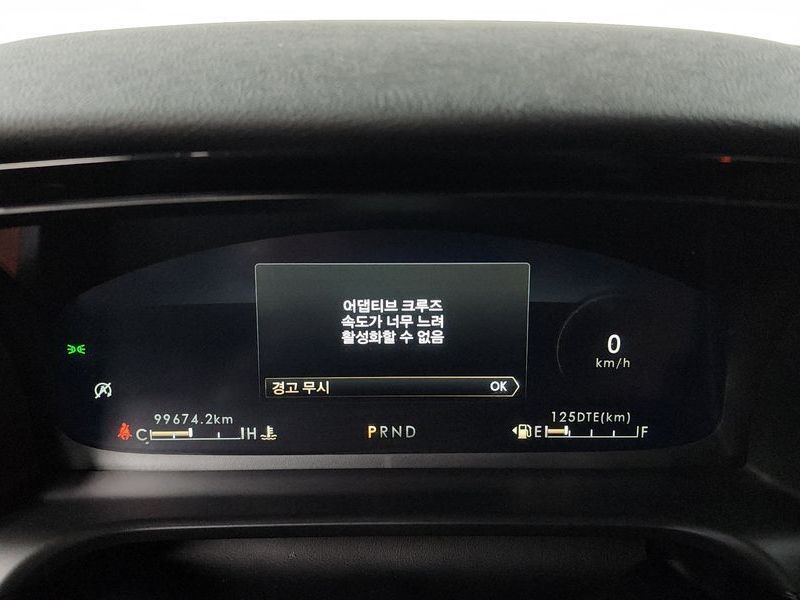 어댑티브 크루즈
속도가 너무 느려
활성화할 수 없음
경고 무시 OK
0
km/h
99674.2km
C H
PRND
125DTE(km)
E F